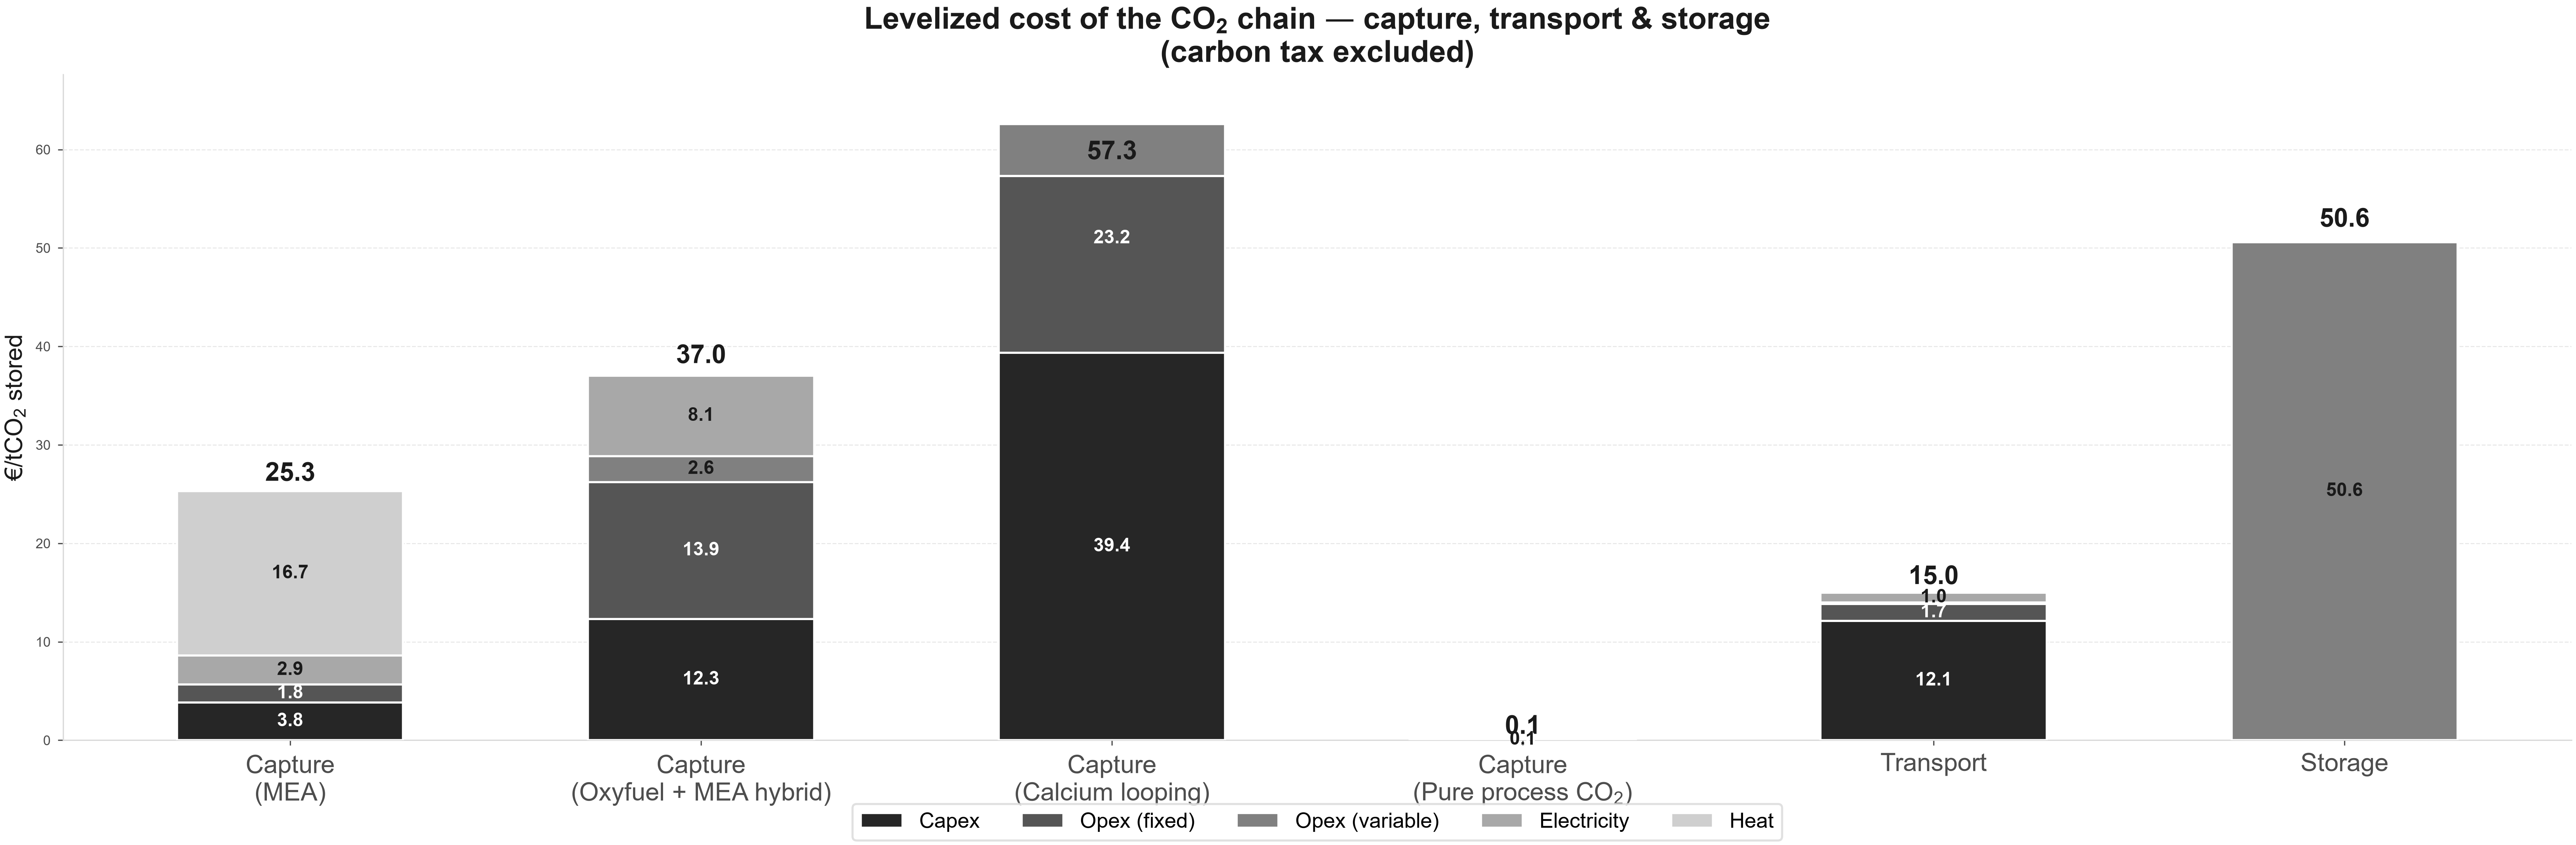 Levelized cost of the CO₂ chain — capture, transport & storage
(carbon tax excluded)
€/tCO₂ stored
60
50
40
30
20
10
0
25.3
16.7
2.9
1.8
3.8
37.0
8.1
2.6
13.9
12.3
57.3
23.2
39.4
0.1
0.1
15.0
1.0
1.7
12.1
50.6
50.6
Capture
(MEA)
Capture
(Oxyfuel + MEA hybrid)
Capture
(Calcium looping)
Capture
(Pure process CO₂)
Transport
Storage
Capex
Opex (fixed)
Opex (variable)
Electricity
Heat